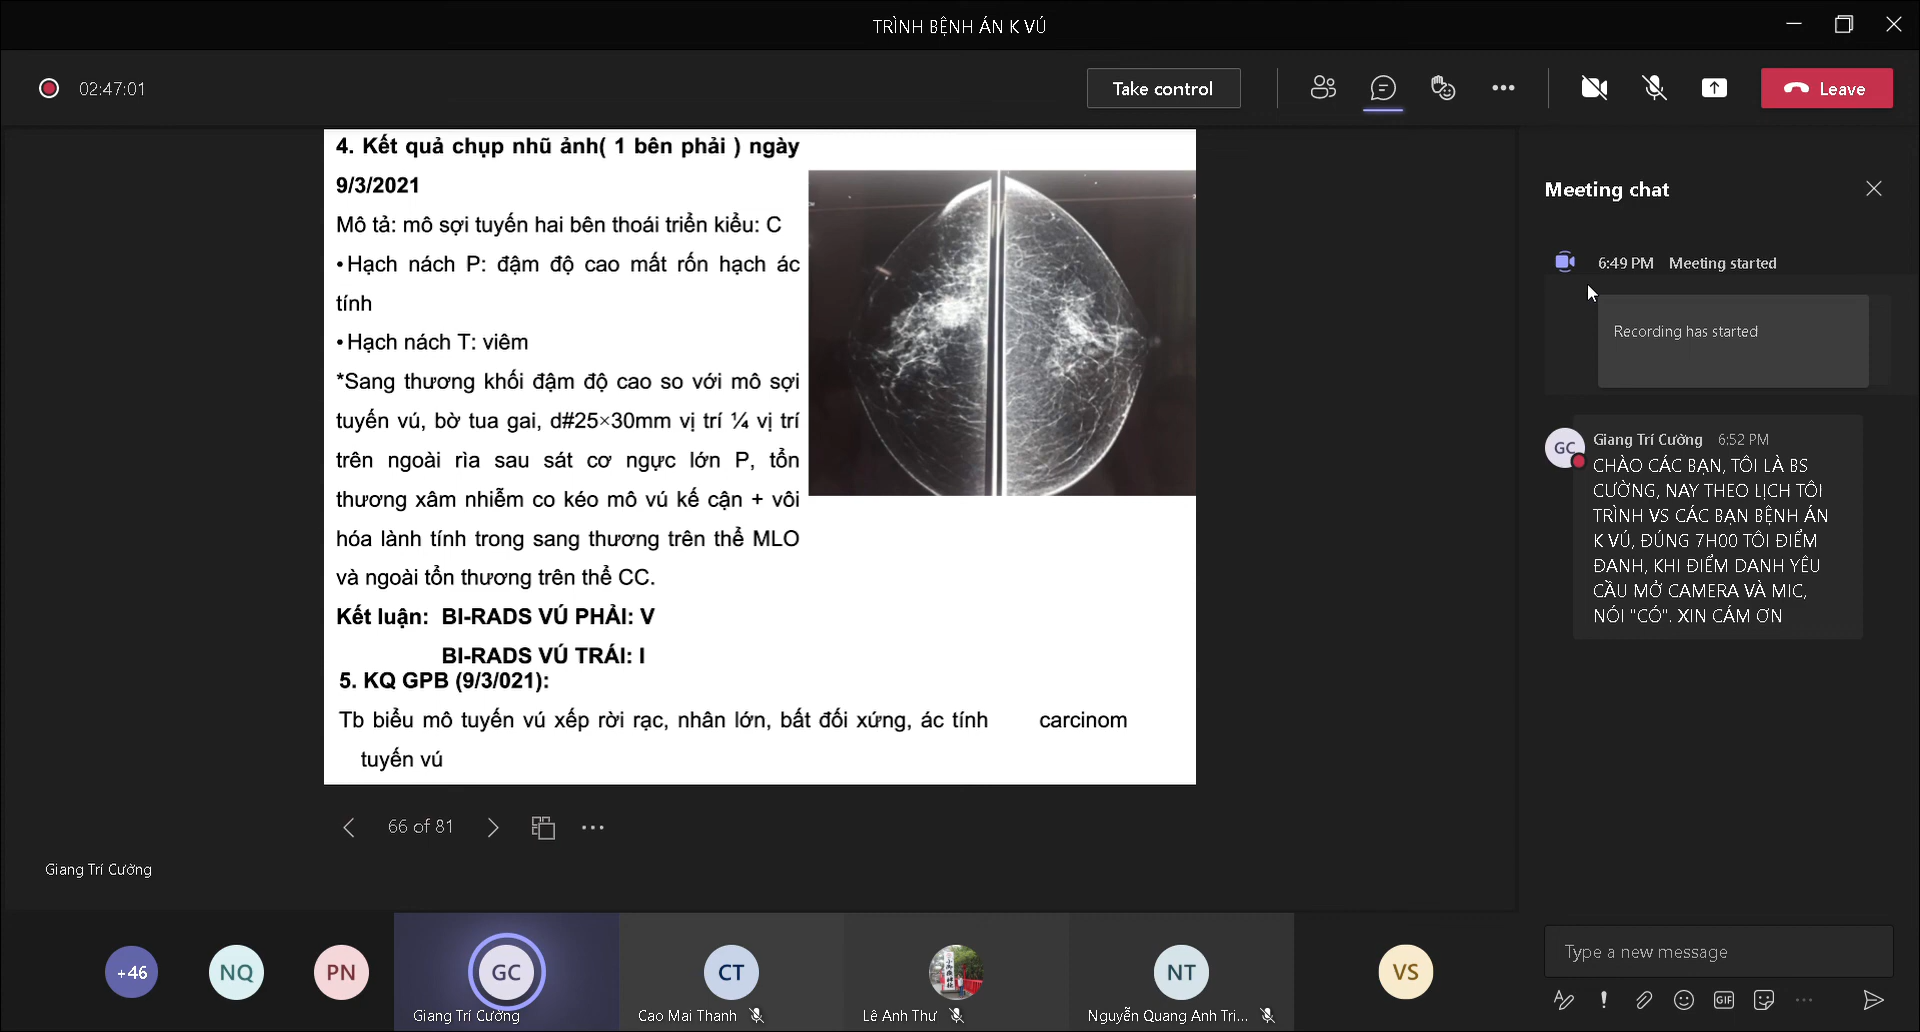 TRÌNH BỆNH ÁN K VÚ
02:47:01
Take control
Leave
4. Kết quả chụp nhũ ảnh( 1 bên phải ) ngày
9/3/2021
Mô tả: mô sợi tuyến hai bên thoái triển kiểu: C
•Hạch nách P: đậm độ cao mất rốn hạch ác
tính
•Hạch nách T: viêm
*Sang thương khối đậm độ cao so với mô sợi
tuyến vú, bờ tua gai, d#25×30mm vị trí ¼ vị trí
trên ngoài rìa sau sát cơ ngực lớn P, tổn
thương xâm nhiễm co kéo mô vú kế cận + vôi
hóa lành tính trong sang thương trên thể MLO
và ngoài tổn thương trên thể CC.
Kết luận: BI-RADS VÚ PHẢI: V
BI-RADS VÚ TRÁI: I
5. KQ GPB (9/3/021):
Tb biểu mô tuyến vú xếp rời rạc, nhân lớn, bất đối xứng, ác tính carcinom
tuyến vú
66 of 81
Giang Trí Cường
Meeting chat
6:49 PM Meeting started
Recording has started
GC
Giang Trí Cường 6:52 PM
CHÀO CÁC BẠN, TÔI LÀ BS
CƯỜNG, NAY THEO LỊCH TÔI
TRÌNH VS CÁC BẠN BỆNH ÁN
K VÚ, ĐÚNG 7H00 TÔI ĐIỂM
ĐANH, KHI ĐIỂM DANH YÊU
CẦU MỞ CAMERA VÀ MIC,
NÓI "CÓ". XIN CÁM ƠN
+46
NQ
PN
GC
Giang Trí Cường
CT
Cao Mai Thanh
Lê Anh Thư
NT
Nguyễn Quang Anh Tri...
VS
Type a new message
GIF